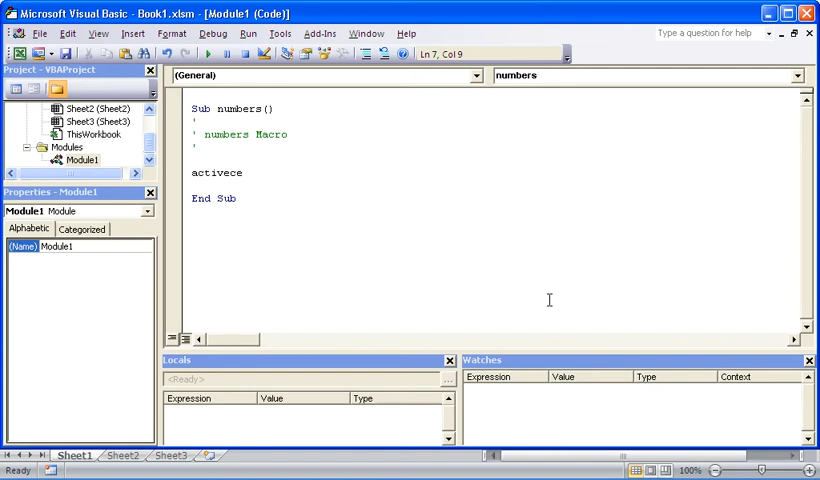 Microsoft Visual Basic - Book1.xlsm - [Module1 (Code)]
File Edit View Insert Format Debug Run Tools Add-Ins Window Help
Type a question for help
Ln 7, Col 9
Project - VBAProject
(General)
numbers
Sheet2 (Sheet2)
Sheet3 (Sheet3)
ThisWorkbook
Modules
Module1
Properties - Module1
Module1 Module
Alphabetic Categorized
(Name) Module1
Sub numbers()
'
' numbers Macro
'
activece
End Sub
Locals
<Ready>
...
Expression Value Type
Watches
Expression Value Type Context
Sheet1 Sheet2 Sheet3
Ready
100%